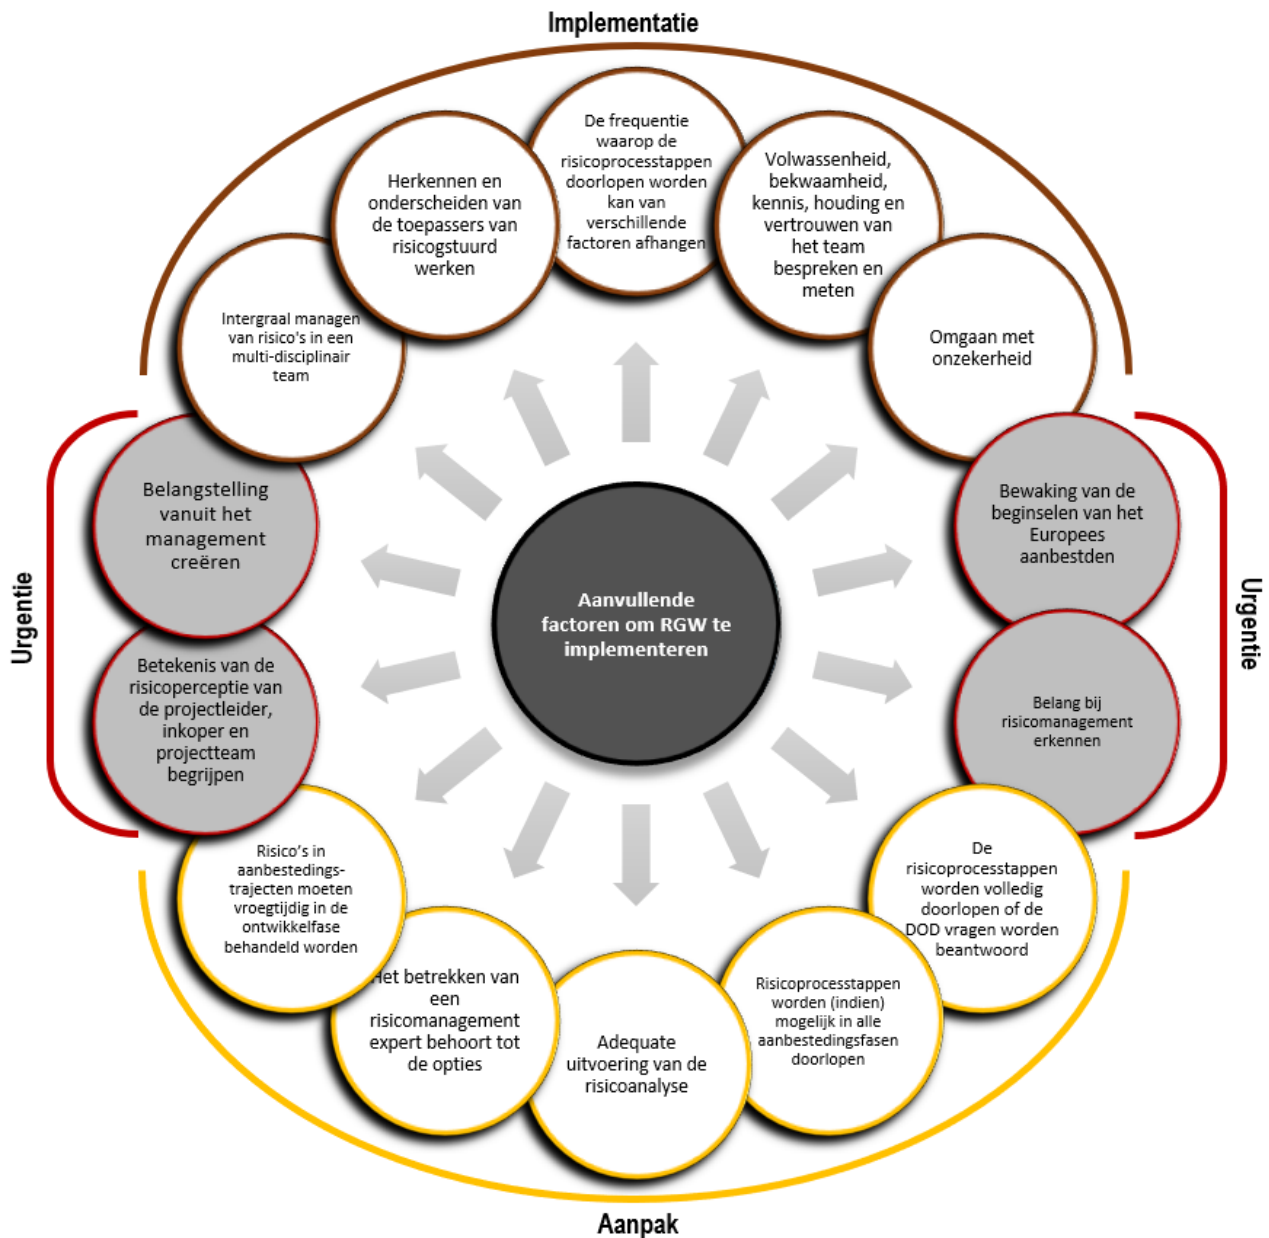 Implementatie
De frequentie
waarop de
risicoprocesstappen
doorlopen worden
kan van
verschillende
factoren afhangen
Volwassenheid,
bekwaamheid,
kennis, houding en
vertrouwen van
het team
bespreken en
meten
Omgaan met
onzekerheid
Bewaking van de
beginselen van het
Europees
aanbestden
Belang bij
risicomanagement
erkennen
Urgentie
De
risicoprocesstappen
worden volledig
doorlopen of de
DOD vragen worden
beantwoord
Risicoprocesstappen
worden (indien)
mogelijk in alle
aanbestedingsfasen
doorlopen
Adequate
uitvoering van de
risicoanalyse
Het betrekken van
een
risicomanagement
expert behoort tot
de opties
Risico's in
aanbestedings-
trajecten moeten
vroegtijdig in de
ontwikkelfase
behandeld worden
Aanpak
Betekenis van de
risicoperceptie van
de projectleider,
inkoper en
projectteam
begrijpen
Belangstelling
vanuit het
management
creëren
Urgentie
Intergraal managen
van risico's in een
multi-disciplinair
team
Herkennen en
onderscheiden van
de toepassers van
risicogstuurd
werken
Aanvullende
factoren om RGW te
implementeren